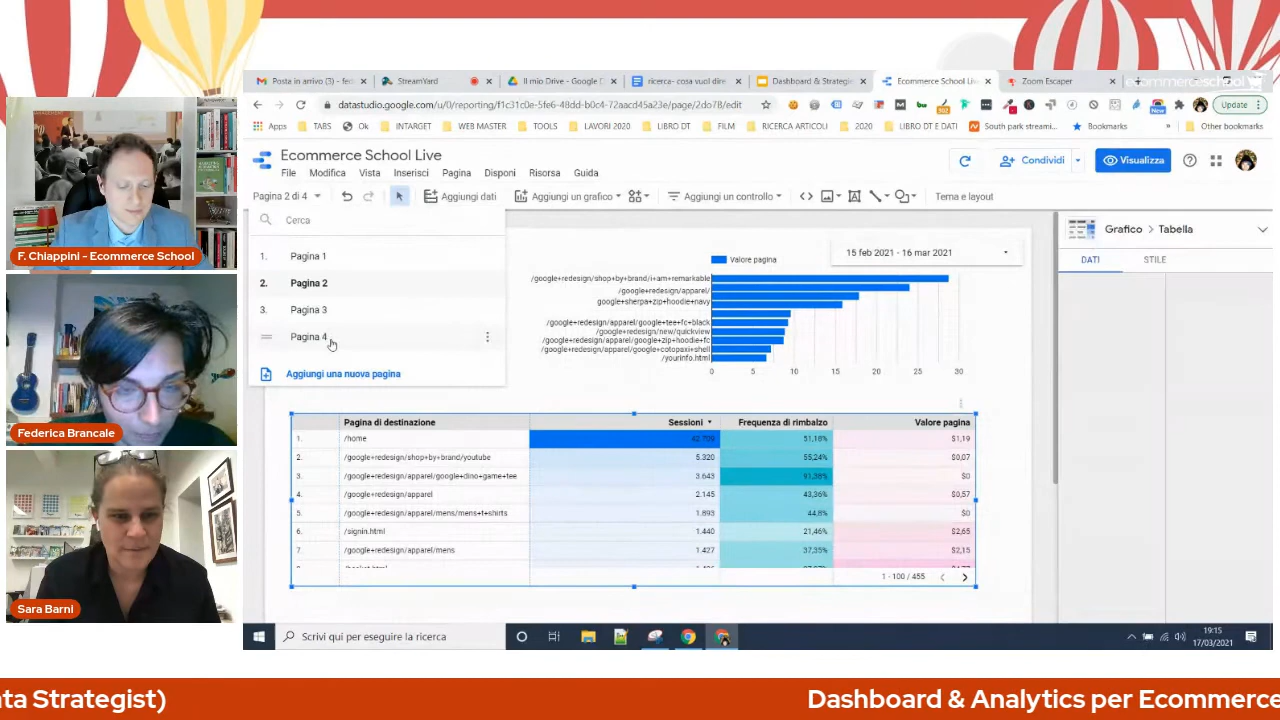 Posta in arrivo (3) - fed
StreamYard
Il mio Drive - Google D
ricerca- cosa vuol dire
Dashboard & Strategie
Ecommerce School Liv
Zoom Escaper
ecommerceschool
datastudio.google.com/u/0/reporting/f1c31c0e-5fe6-48dd-b0c4-72aacd45a23e/page/2do78/edit
Update
Apps
TABS
Ok
INTARGET
WEB MASTER
TOOLS
LAVORI 2020
LIBRO DT
FILM
RICERCA ARTICOLI
2020
LIBRO DT E DATI
South park streami...
Bookmarks
»
Other bookmarks
Ecommerce School Live
File Modifica Vista Inserisci Pagina Disponi Risorsa Guida
Condividi
Visualizza
Pagina 2 di 4
Aggiungi dati
Aggiungi un grafico
Aggiungi un controllo
Tema e layout
Cerca
1. Pagina 1
2. Pagina 2
3. Pagina 3
Pagina 4
Aggiungi una nuova pagina
Valore pagina
15 feb 2021 - 16 mar 2021
/google+redesign/shop+by+brand/i+am+remarkable
/google+redesign/apparel/
google+sherpa+zip+hoodie+navy
/google+redesign/apparel/google+tee+fc+black
/google+redesign/new/quickview
/google+redesign/apparel/google+zip+hoodie+fc
/google+redesign/apparel/google+cotopaxi+shell
/yourinfo.html
0 5 10 15 20 25 30
Grafico > Tabella
DATI STILE
Pagina di destinazione Sessioni Frequenza di rimbalzo Valore pagina
1. /home 42.709 51,18% $1,19
2. /google+redesign/shop+by+brand/youtube 5.320 55,24% $0,07
3. /google+redesign/apparel/google+dino+game+tee 3.643 91,38% $0
4. /google+redesign/apparel 2.145 43,36% $0,57
5. /google+redesign/apparel/mens/mens+t+shirts 1.893 44,8% $0
6. /signin.html 1.440 21,46% $2,65
7. /google+redesign/apparel/mens 1.427 37,35% $2,15
1 - 100 / 455
F. Chiappini - Ecommerce School
Federica Brancale
Sara Barni
Scrivi qui per eseguire la ricerca
19:15
17/03/2021
ata Strategist)
Dashboard & Analytics per Ecommerce